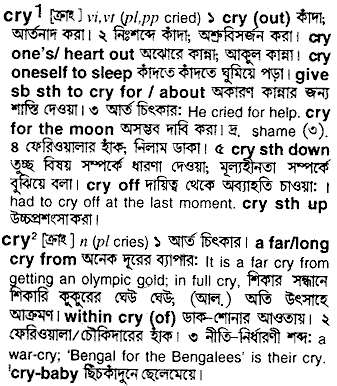 cry¹ [ক্রাই] vi,vt (pl,pp cried) ১ cry (out) কাঁদা;
আর্তনাদ করা। ২ নিঃশব্দে কাঁদা; অশ্রুবিসর্জন করা। cry
one's/ heart out অঝোরে কান্না; আকুল কান্না। cry
oneself to sleep কাঁদতে কাঁদতে ঘুমিয়ে পড়া। give
sb sth to cry for / about অকারণ কান্নার জন্য
শাস্তি দেওয়া। ৩ আর্ত চিৎকার: He cried for help. cry
for the moon অসম্ভব দাবি করা। দ্র. shame (৩).
৪ ফেরিওয়ালার হাঁক; নিলাম ডাকা। ৫ cry sth down
তুচ্ছ বিষয় সম্পর্কে ধারণা দেওয়া; মূল্যহীনতা সম্পর্কে
বুঝিয়ে বলা। cry off দায়িত্ব থেকে অব্যাহতি চাওয়া: I
had to cry off at the last moment. cry sth up
উচ্চপ্রশংসা করা।
cry² [ক্রাই] n (pl cries) ১ আর্ত চিৎকার। a far/long
cry from অনেক দূরের ব্যাপার: It is a far cry from
getting an olympic gold; in full cry, শিকার সন্ধানে
শিকারি কুকুরের ঘেউ ঘেউ; (আল.) অতি উৎসাহে
আক্রমণ। within cry (of) ডাক-শোনার আওতায়। ২
ফেরিওয়ালা/চৌকিদারের হাঁক। ৩ নীতি-নির্ধারণী শব্দ: a
war-cry; 'Bengal for the Bengalees' is their cry.
'cry-baby ছিচকাঁদুনে ছেলেমেয়ে।